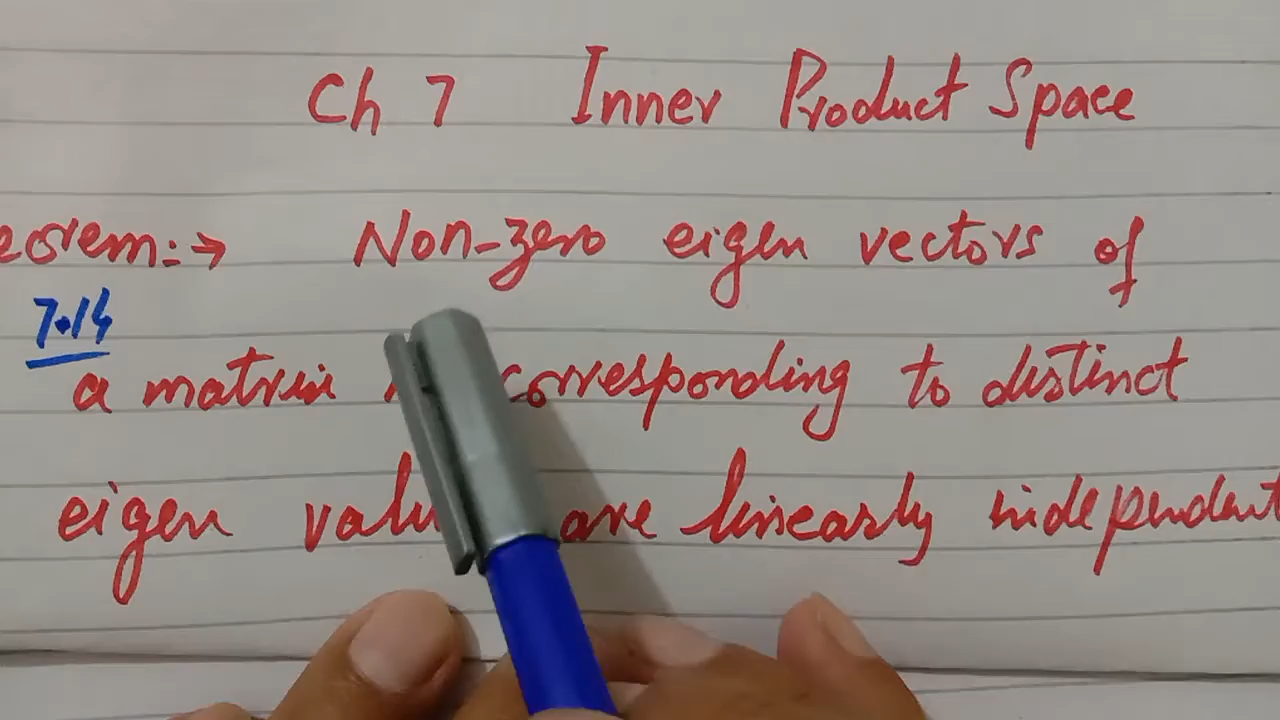 Ch 7 Inner Product Space
eorem:→ Non-zero eigen vectors of
7.14
a matrix corresponding to distinct
eigen are linearly independent